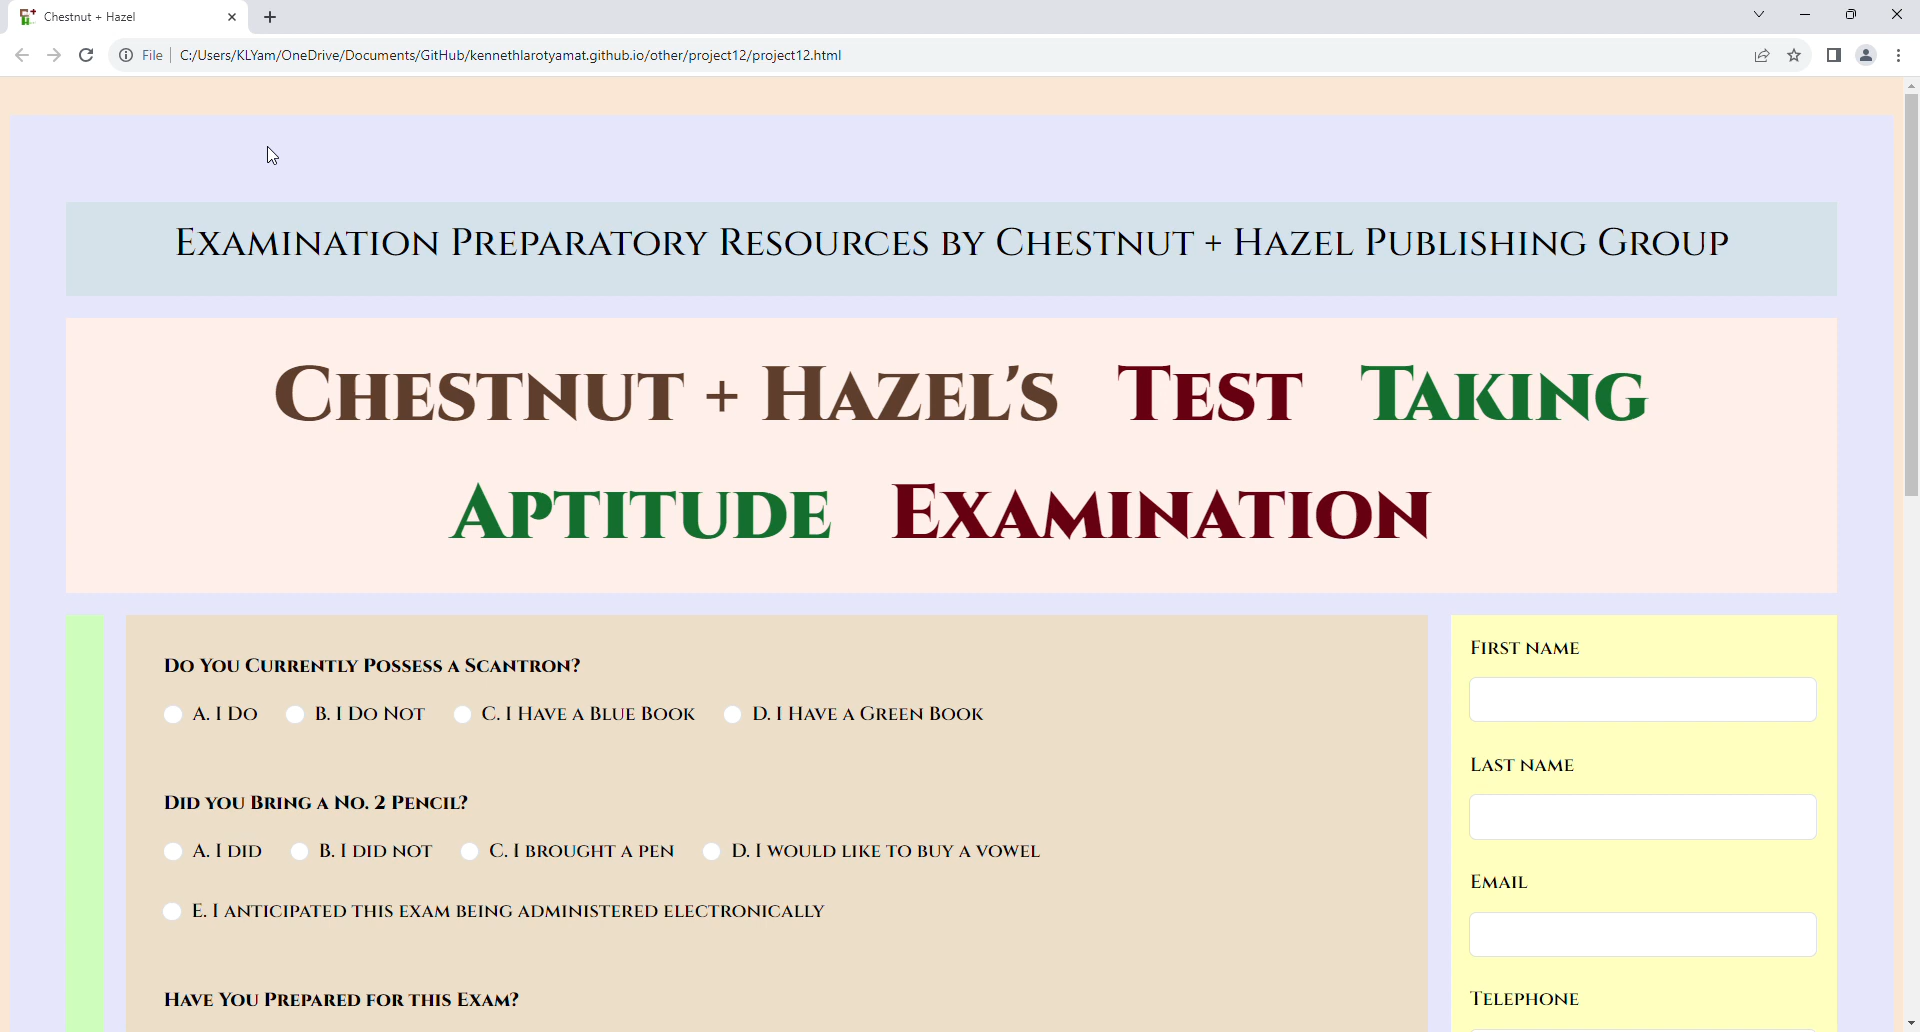 Chestnut + Hazel
File
C:/Users/KLYam/OneDrive/Documents/GitHub/kennethlarotyamat.github.io/other/project12/project12.html
Examination Preparatory Resources by Chestnut + Hazel Publishing Group
Chestnut + Hazel's Test Taking
Aptitude Examination
Do You Currently Possess a Scantron?
A. I Do B. I Do Not C. I Have a Blue Book D. I Have a Green Book
Did you Bring a No. 2 Pencil?
A. I did B. I did not C. I brought a pen D. I would like to buy a vowel
E. I anticipated this exam being administered electronically
Have You Prepared for this Exam?
First name
Last name
Email
Telephone